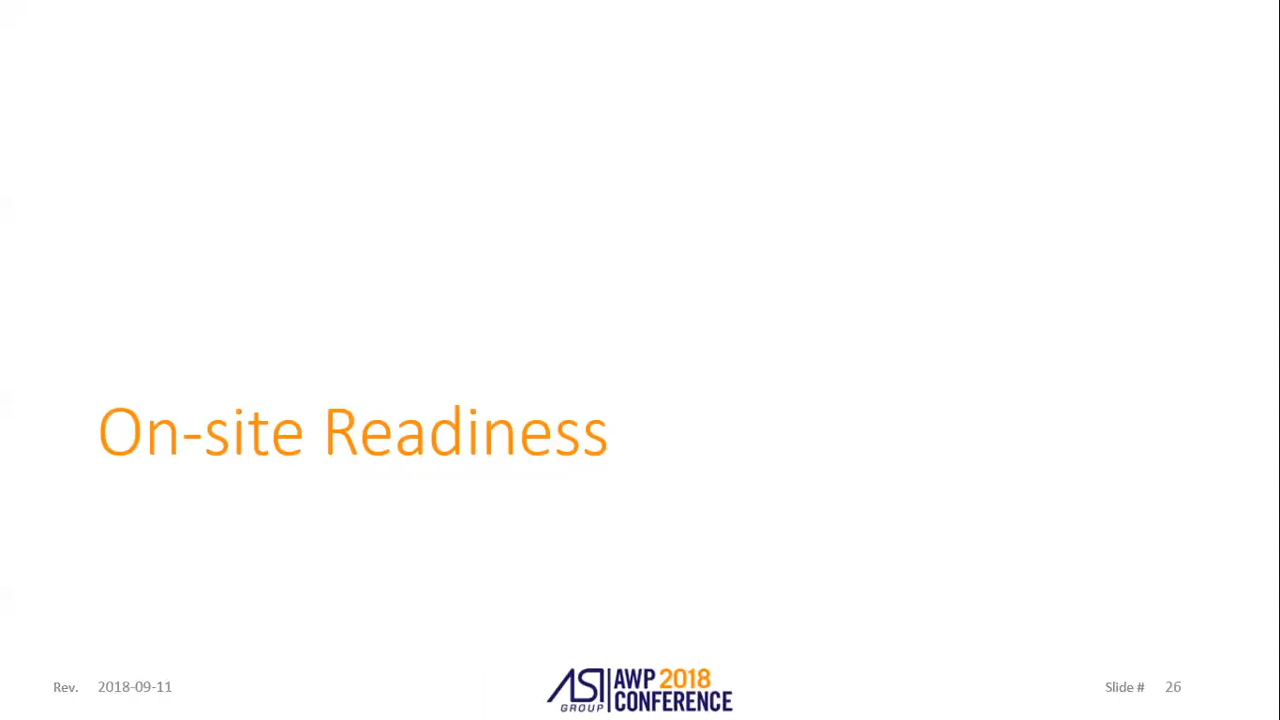 On-site Readiness
Rev. 2018-09-11
ASI GROUP
AWP 2018
CONFERENCE
Slide # 26